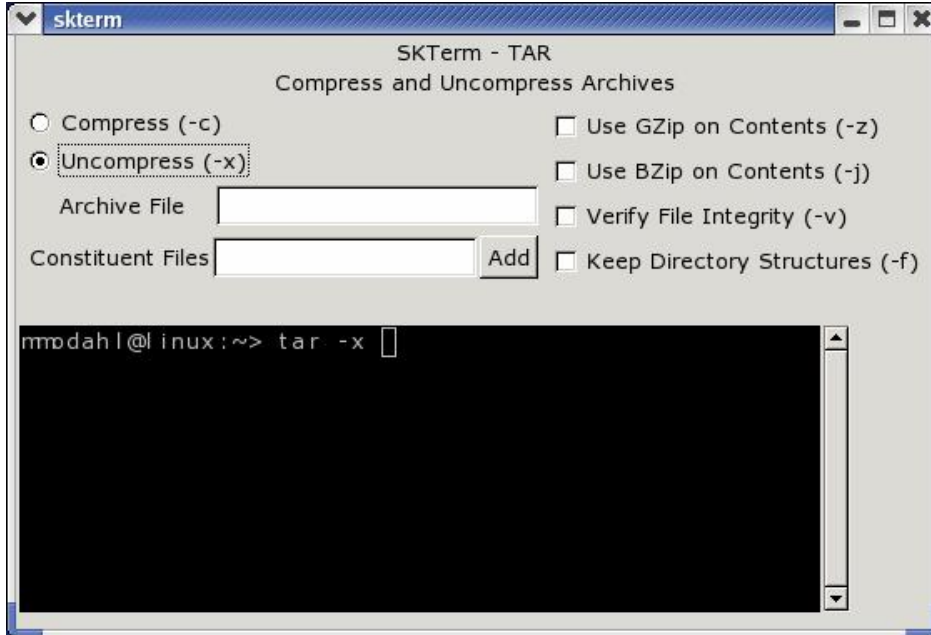 skterm
SKTerm - TAR
Compress and Uncompress Archives
Compress (-c)
Uncompress (-x)
Archive File
Constituent Files
Add
Use GZip on Contents (-z)
Use BZip on Contents (-j)
Verify File Integrity (-v)
Keep Directory Structures (-f)
mmodahl@linux:~> tar -x